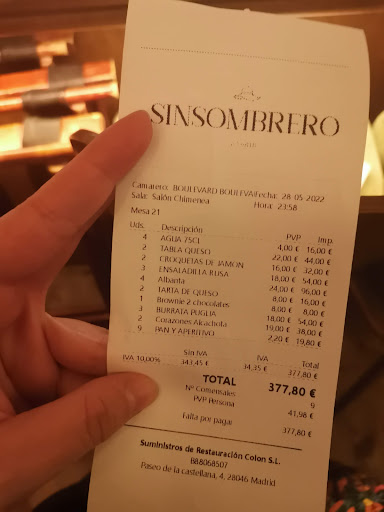 SINSOMBRERO
Camarero: BOULEVARD BOULEVAFecha: 28-05-2022
Sala: Salón Chimenea Hora: 23:58
Mesa 21
Uds. Descripción PVP Imp.
4 AGUA 75CL 4,00 € 16,00 €
2 TABLA QUESO 22,00 € 44,00 €
2 CROQUETAS DE JAMON 16,00 € 32,00 €
3 ENSALADILLA RUSA 18,00 € 54,00 €
4 Albanta 24,00 € 96,00 €
2 TARTA DE QUESO 8,00 € 16,00 €
1 Brownie 2 chocolates 8,00 € 8,00 €
3 BURRATA PUGLIA 18,00 € 54,00 €
2 Corazones Alcachofa 19,00 € 38,00 €
9 PAN Y APERITIVO 2,20 € 19,80 €
Sin IVA IVA Total
IVA 10,00% 343,45 € 34,35 € 377,80 €
TOTAL 377,80 €
Nº Comensales 9
PVP Persona 41,98 €
Falta por pagar 377,80 €
Suministros de Restauración Colon S.L.
B88068507
Paseo de la castellana, 4, 28046 Madrid